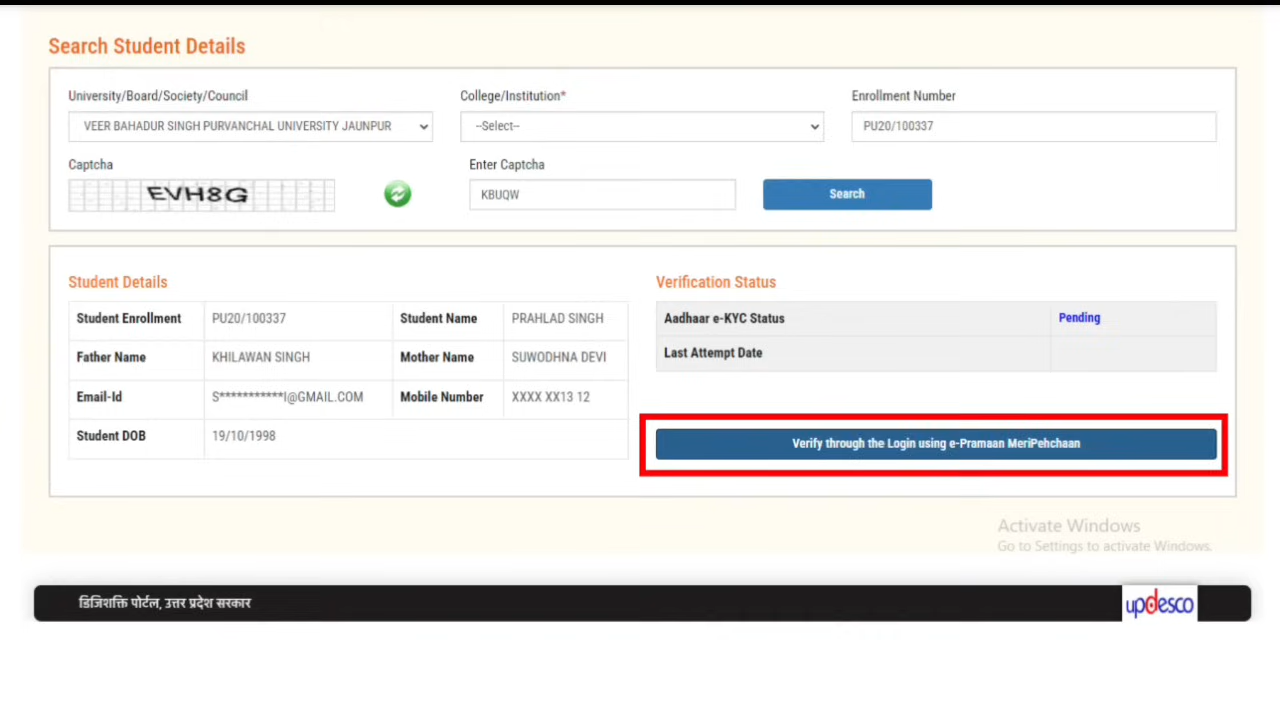 Search Student Details
University/Board/Society/Council College/Institution* Enrollment Number
VEER BAHADUR SINGH PURVANCHAL UNIVERSITY JAUNPUR --Select-- PU20/100337
Captcha Enter Captcha
EVH8G KBUQW Search
Student Details Verification Status
Student Enrollment PU20/100337 Student Name PRAHLAD SINGH Aadhaar e-KYC Status Pending
Father Name KHILAWAN SINGH Mother Name SUWODHNA DEVI Last Attempt Date
Email-Id S***********I@GMAIL.COM Mobile Number XXXX XX13 12
Student DOB 19/10/1998 Verify through the Login using e-Pramaan MeriPehchaan
Activate Windows
Go to Settings to activate Windows.
डिजिशक्ति पोर्टल, उत्तर प्रदेश सरकार updesco